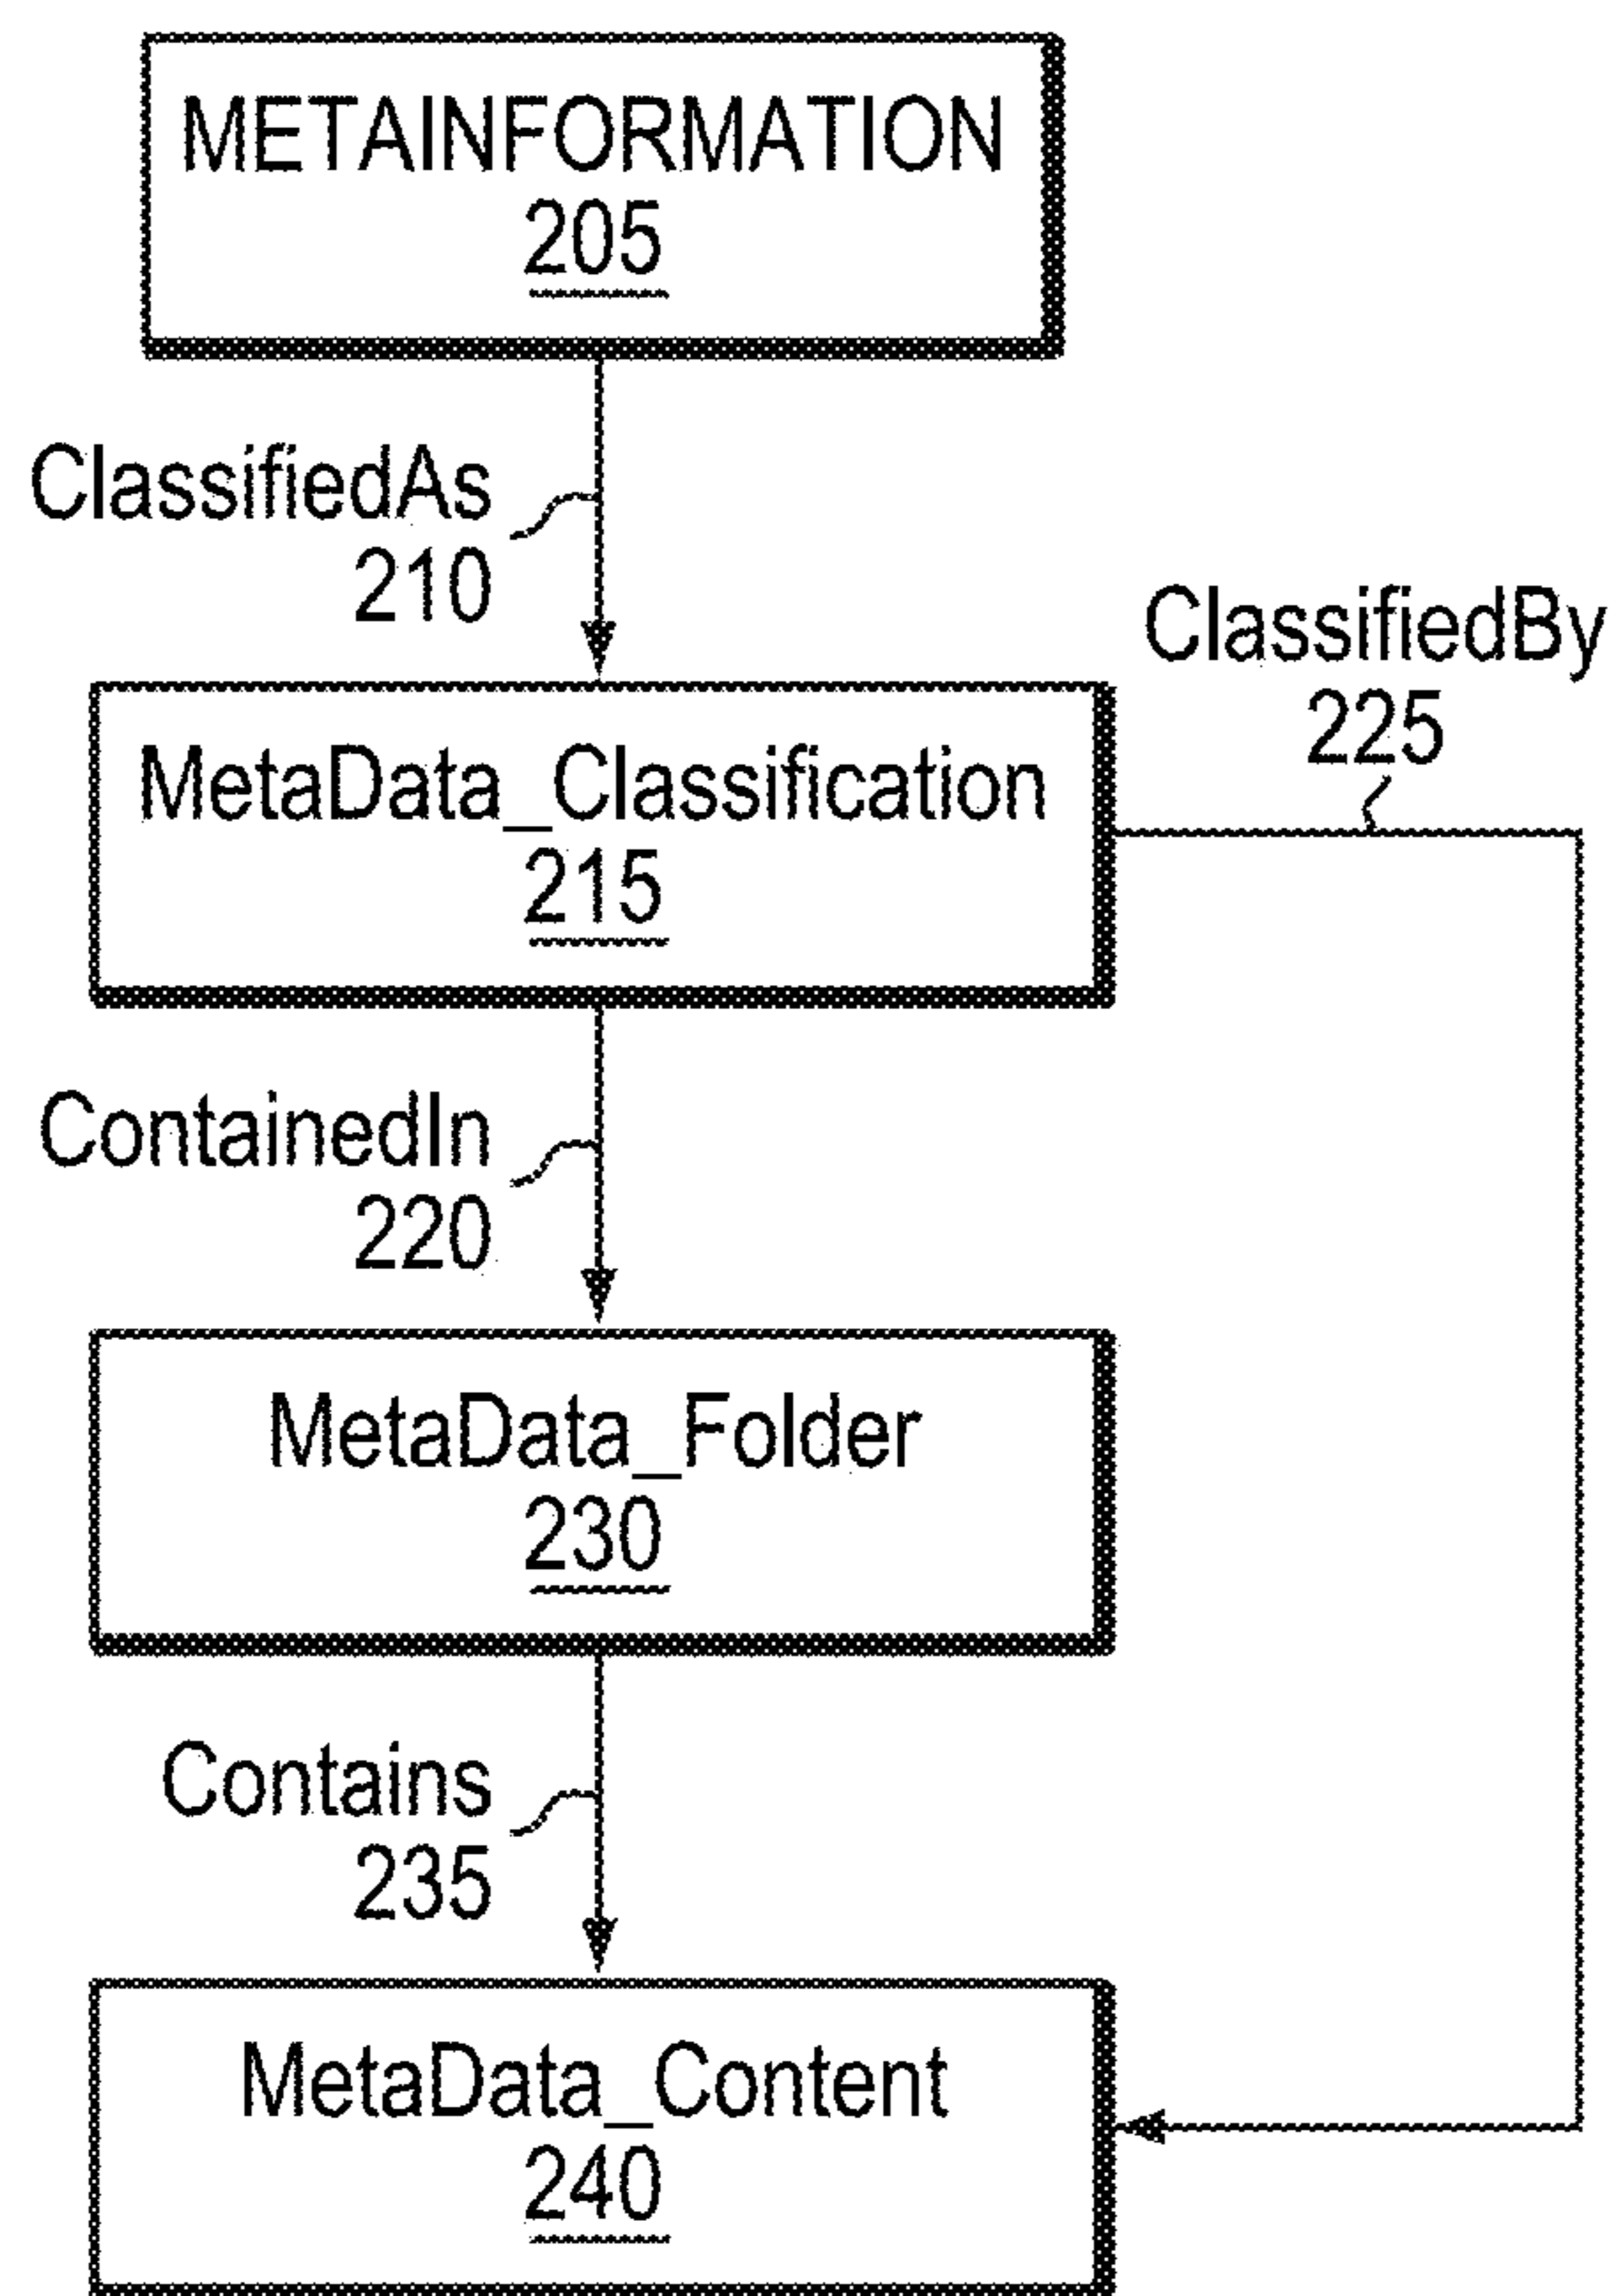 METAINFORMATION
205
ClassifiedAs
210
ClassifiedBy
225
MetaData_Classification
215
ContainedIn
220
MetaData_Folder
230
Contains
235
MetaData_Content
240